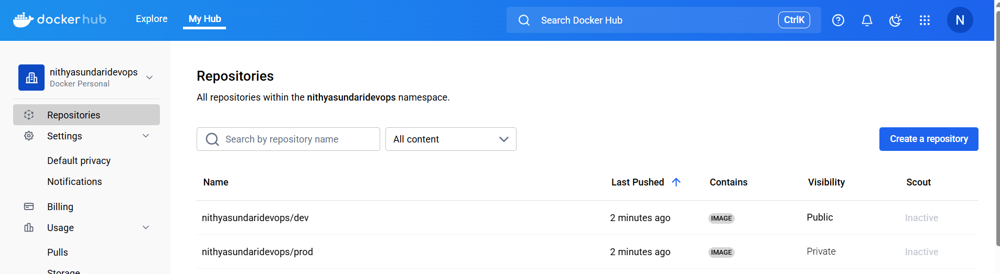 docker hub Explore My Hub Search Docker Hub CtrlK N
nithyasundaridevops
Docker Personal
Repositories
Settings
Default privacy
Notifications
Billing
Usage
Pulls
Storage
Repositories
All repositories within the nithyasundaridevops namespace.
Search by repository name All content Create a repository
Name Last Pushed Contains Visibility Scout
nithyasundaridevops/dev 2 minutes ago IMAGE Public Inactive
nithyasundaridevops/prod 2 minutes ago IMAGE Private Inactive